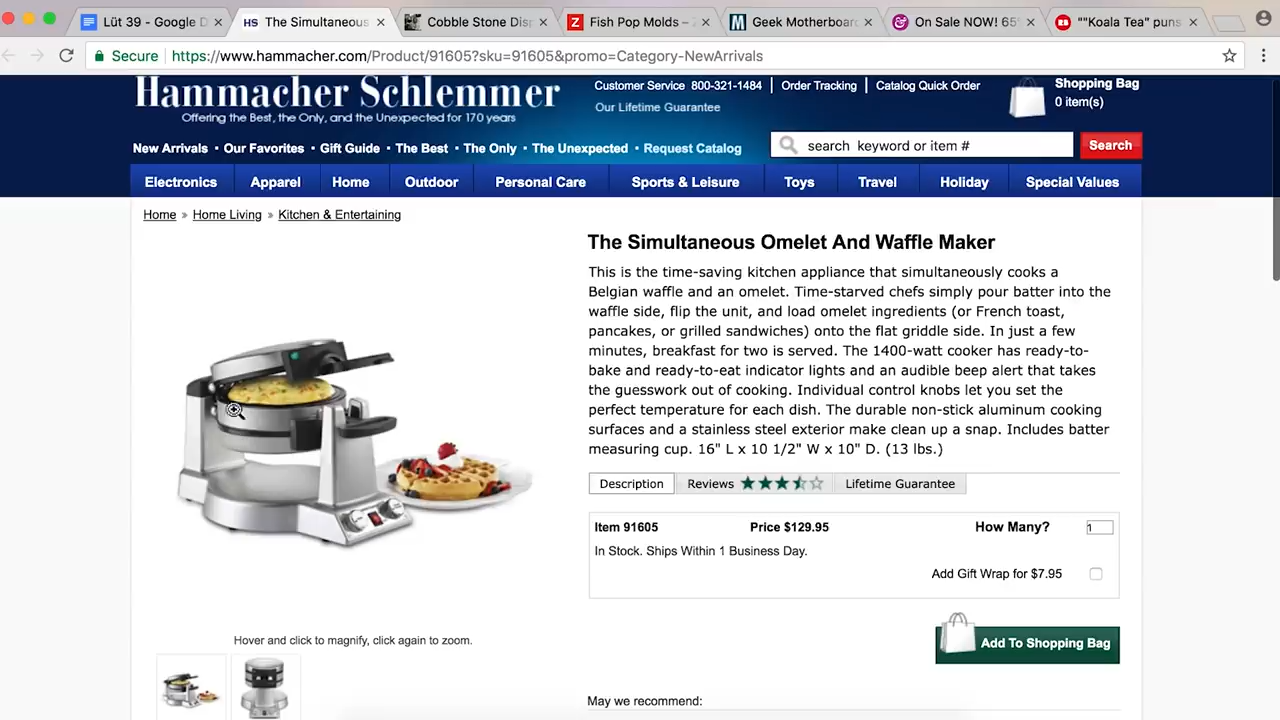 Lüt 39 - Google D
HS The Simultaneous
Cobble Stone Disp
Z Fish Pop Molds –
M Geek Motherboar
On Sale NOW! 65
""Koala Tea" puns
Secure https://www.hammacher.com/Product/91605?sku=91605&promo=Category-NewArrivals
Hammacher Schlemmer
Offering the Best, the Only, and the Unexpected for 170 years
Customer Service 800-321-1484 | Order Tracking | Catalog Quick Order
Our Lifetime Guarantee
Shopping Bag
0 item(s)
New Arrivals • Our Favorites • Gift Guide • The Best • The Only • The Unexpected • Request Catalog
search keyword or item #
Search
Electronics Apparel Home Outdoor Personal Care Sports & Leisure Toys Travel Holiday Special Values
Home » Home Living » Kitchen & Entertaining
The Simultaneous Omelet And Waffle Maker
This is the time-saving kitchen appliance that simultaneously cooks a
Belgian waffle and an omelet. Time-starved chefs simply pour batter into the
waffle side, flip the unit, and load omelet ingredients (or French toast,
pancakes, or grilled sandwiches) onto the flat griddle side. In just a few
minutes, breakfast for two is served. The 1400-watt cooker has ready-to-
bake and ready-to-eat indicator lights and an audible beep alert that takes
the guesswork out of cooking. Individual control knobs let you set the
perfect temperature for each dish. The durable non-stick aluminum cooking
surfaces and a stainless steel exterior make clean up a snap. Includes batter
measuring cup. 16" L x 10 1/2" W x 10" D. (13 lbs.)
Description Reviews Lifetime Guarantee
Item 91605 Price $129.95 How Many? 1
In Stock. Ships Within 1 Business Day.
Add Gift Wrap for $7.95
Add To Shopping Bag
Hover and click to magnify, click again to zoom.
May we recommend: